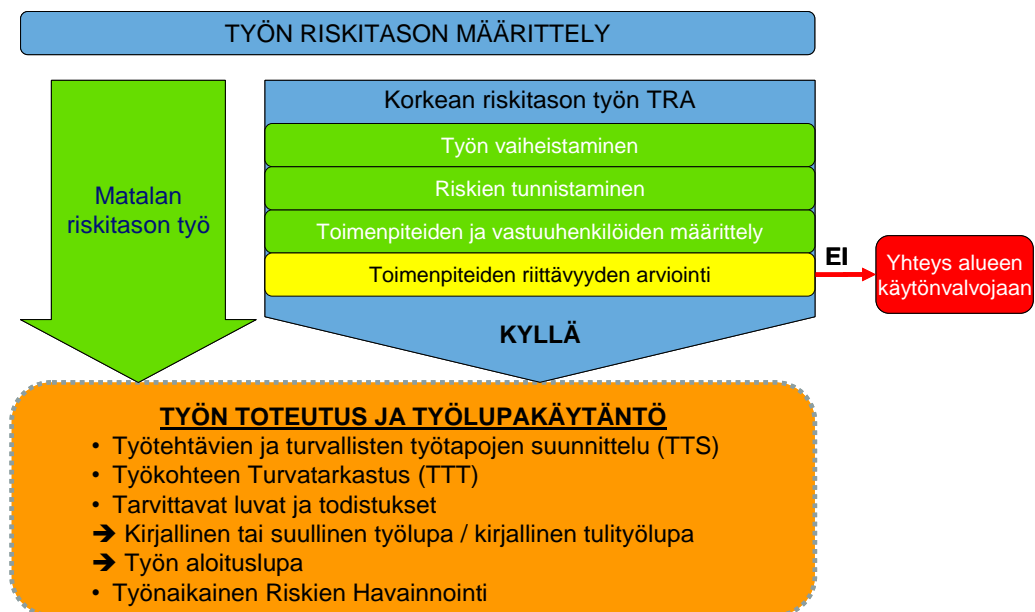 TYÖN RISKITASON MÄÄRITTELY
Matalan
riskitason työ
Korkean riskitason työn TRA
Työn vaiheistaminen
Riskien tunnistaminen
Toimenpiteiden ja vastuuhenkilöiden määrittely
Toimenpiteiden riittävyyden arviointi
EI
Yhteys alueen
käytönvalvojaan
KYLLÄ
TYÖN TOTEUTUS JA TYÖLUPAKÄYTÄNTÖ
• Työtehtävien ja turvallisten työtapojen suunnittelu (TTS)
• Työkohteen Turvatarkastus (TTT)
• Tarvittavat luvat ja todistukset
➔ Kirjallinen tai suullinen työlupa / kirjallinen tulityölupa
➔ Työn aloituslupa
• Työnaikainen Riskien Havainnointi